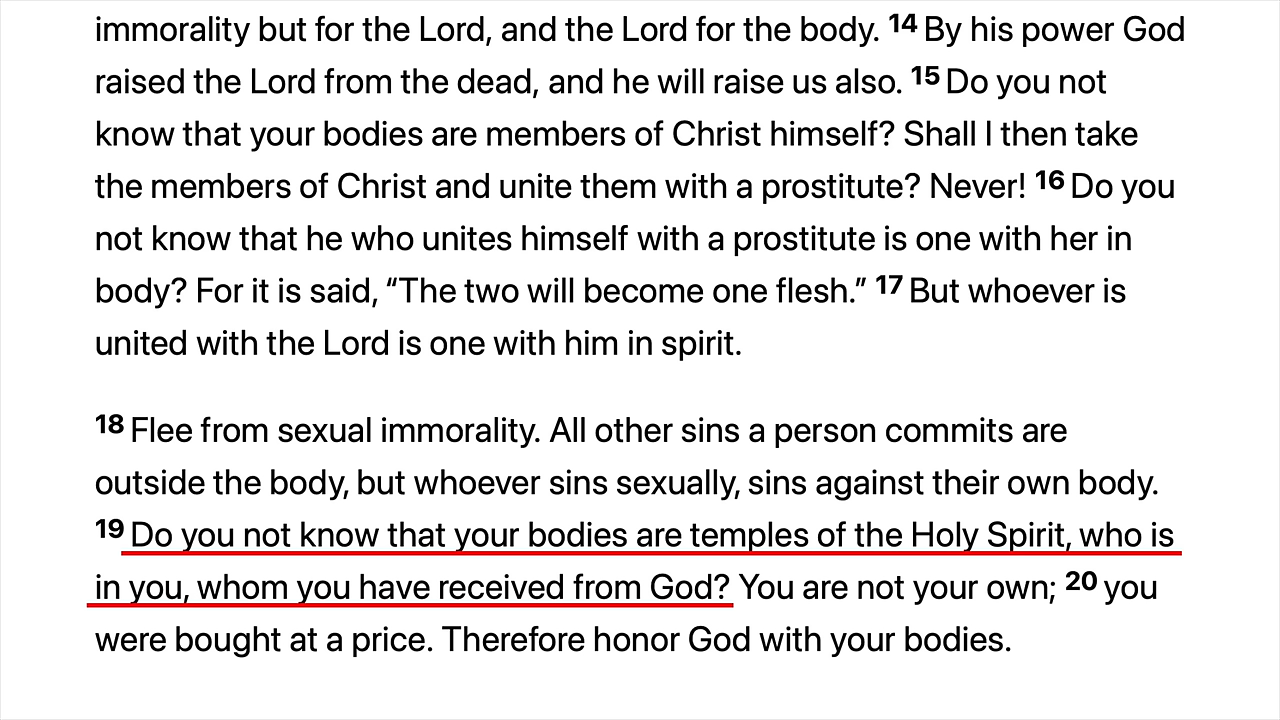 immorality but for the Lord, and the Lord for the body. 14 By his power God
raised the Lord from the dead, and he will raise us also. 15 Do you not
know that your bodies are members of Christ himself? Shall I then take
the members of Christ and unite them with a prostitute? Never! 16 Do you
not know that he who unites himself with a prostitute is one with her in
body? For it is said, “The two will become one flesh.” 17 But whoever is
united with the Lord is one with him in spirit.
18 Flee from sexual immorality. All other sins a person commits are
outside the body, but whoever sins sexually, sins against their own body.
19 Do you not know that your bodies are temples of the Holy Spirit, who is
in you, whom you have received from God? You are not your own; 20 you
were bought at a price. Therefore honor God with your bodies.